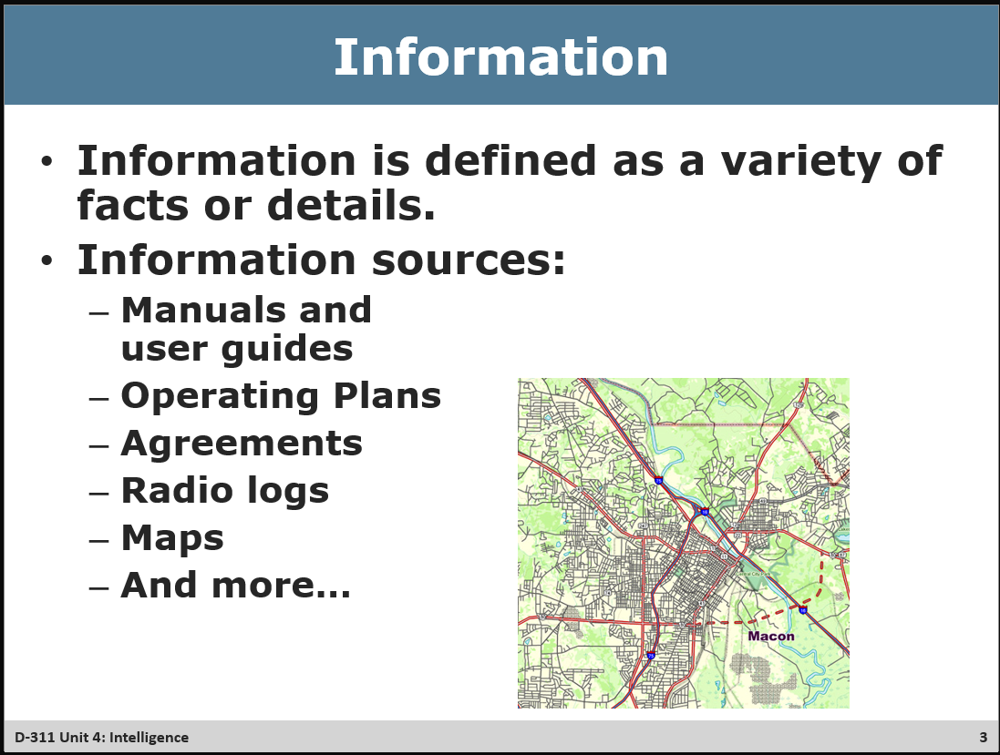 Information
• Information is defined as a variety of
facts or details.
• Information sources:
– Manuals and
user guides
– Operating Plans
– Agreements
– Radio logs
– Maps
– And more…
Macon
D-311 Unit 4: Intelligence
3